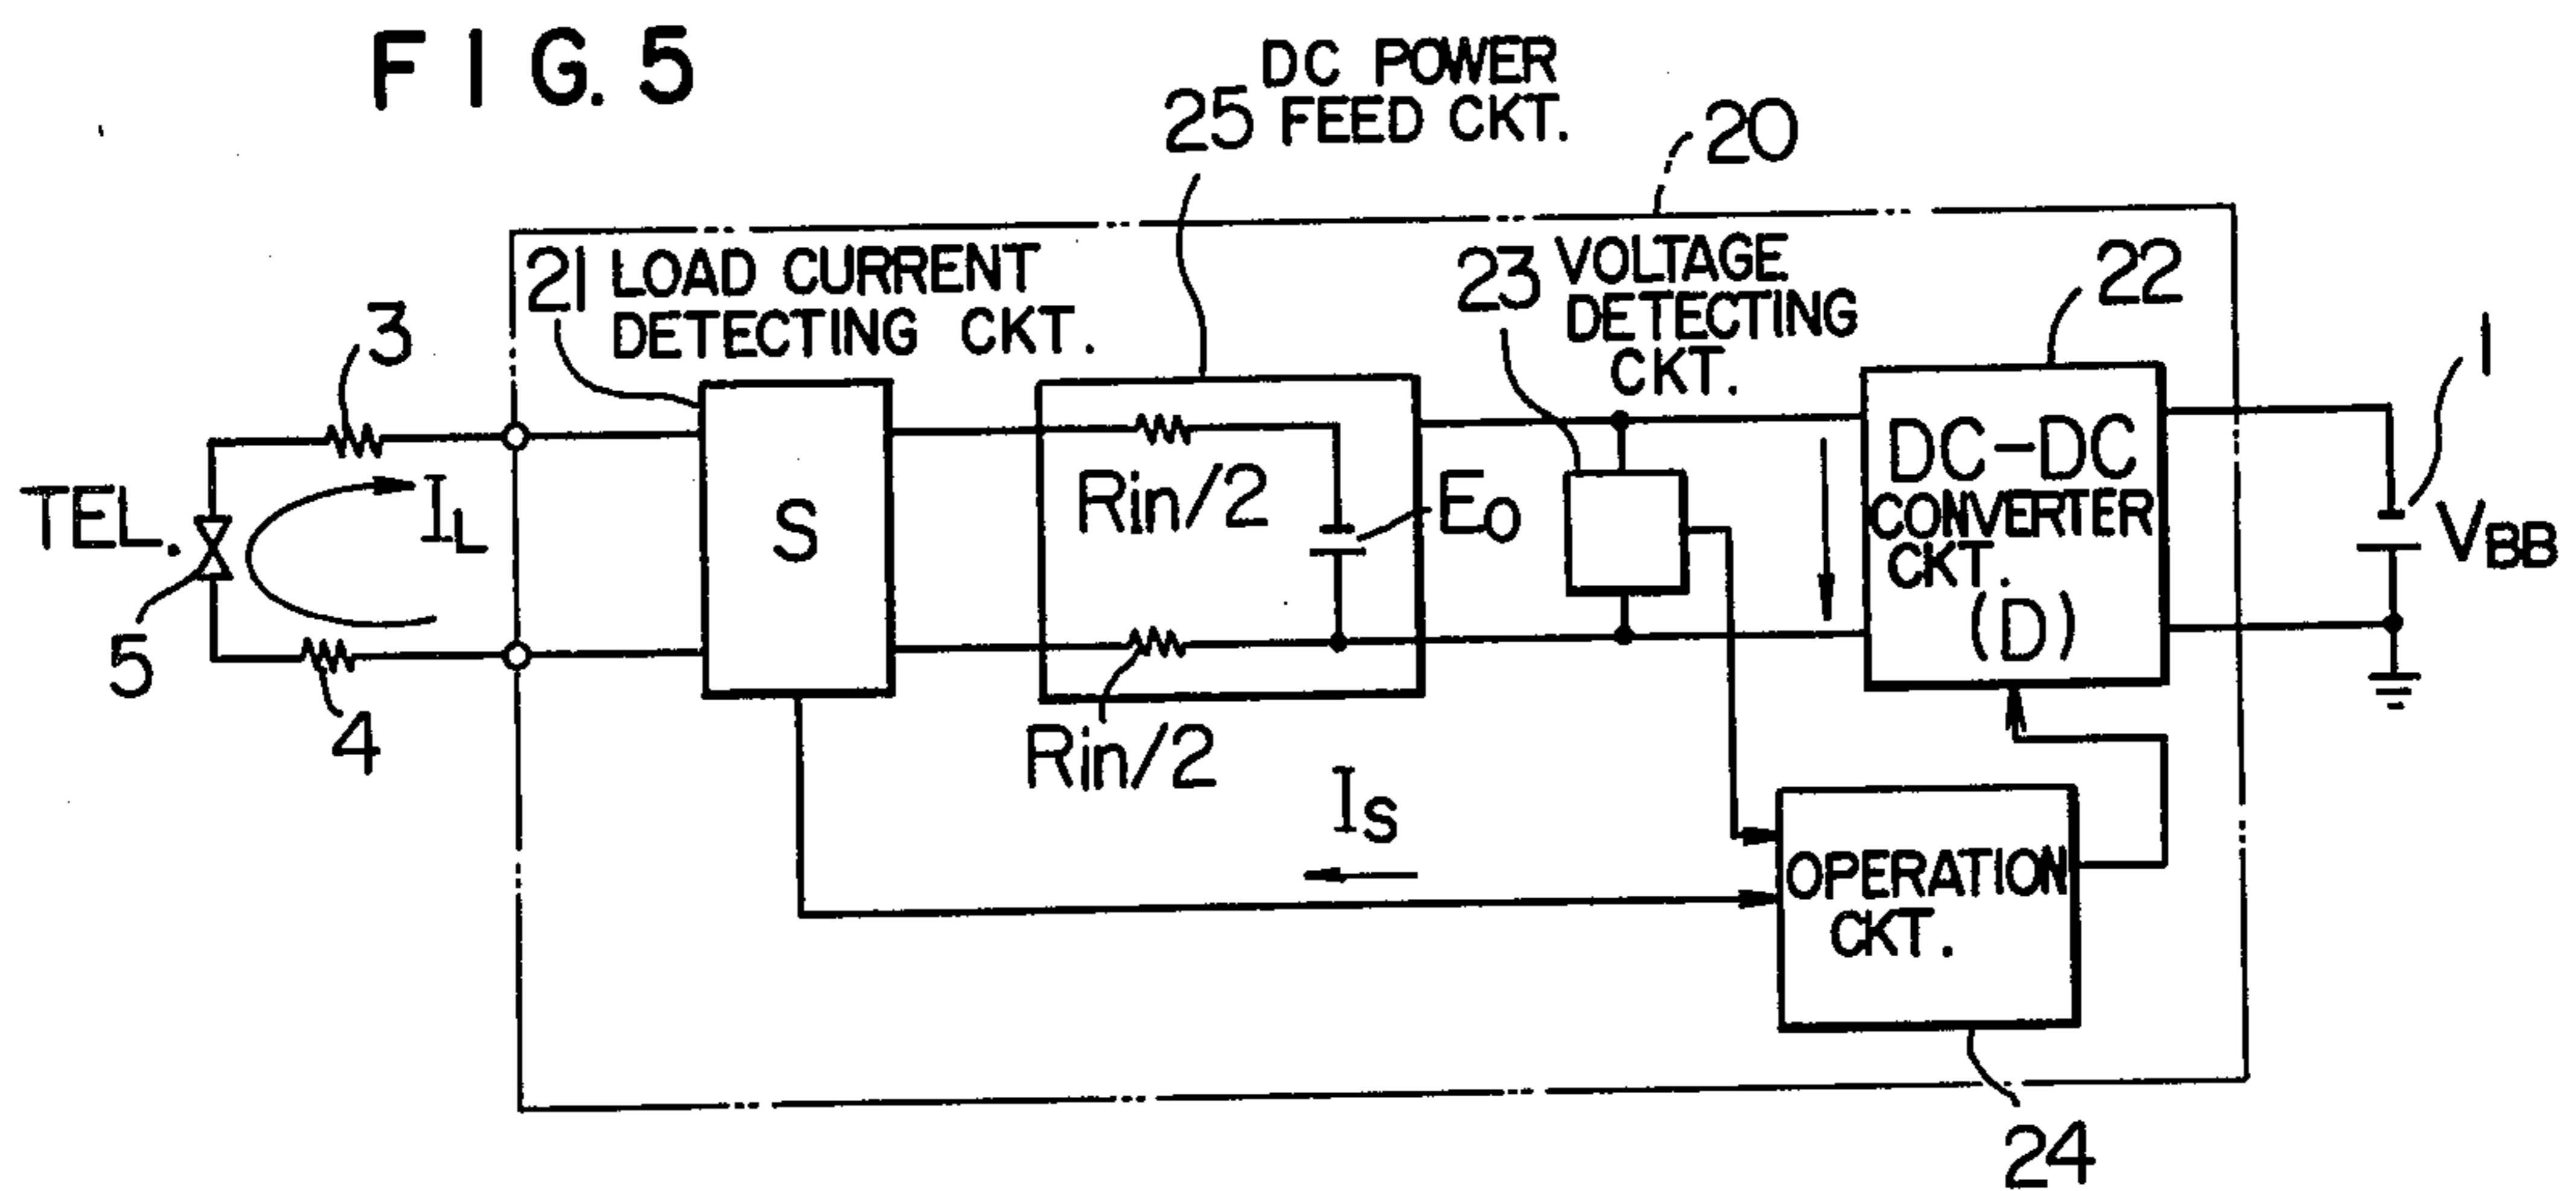 FIG. 5
DC POWER
25 FEED CKT.
20
21 LOAD CURRENT
DETECTING CKT.
23 VOLTAGE
DETECTING
CKT.
22
1
3
TEL.
IL
S
Rin/2
E0
DC-DC
CONVERTER
CKT.
(D)
VBB
5
4
Rin/2
IS
OPERATION
CKT.
24